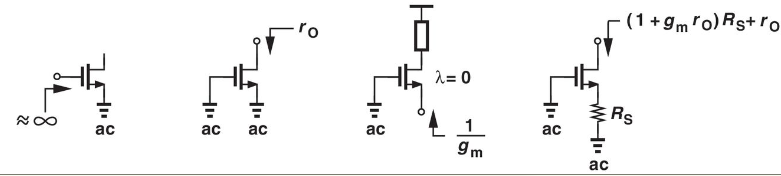 ≈ ∞
ac
r_O
ac
ac
λ = 0
ac
1/g_m
(1 + g_m r_O) R_S + r_O
ac
R_S
ac